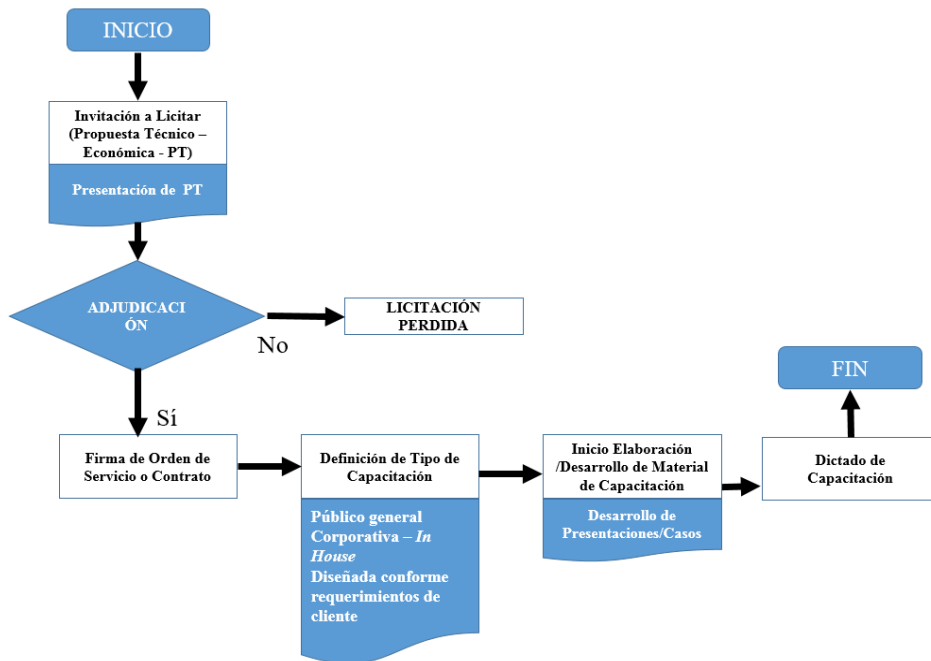 INICIO
Invitación a Licitar
(Propuesta Técnico –
Económica - PT)
Presentación de PT
ADJUDICACI
ÓN
No
LICITACIÓN
PERDIDA
Sí
Firma de Orden de
Servicio o Contrato
Definición de Tipo de
Capacitación
Público general
Corporativa – In
House
Diseñada conforme
requerimientos de
cliente
Inicio Elaboración
/Desarrollo de Material
de Capacitación
Desarrollo de
Presentaciones/Casos
Dictado de
Capacitación
FIN